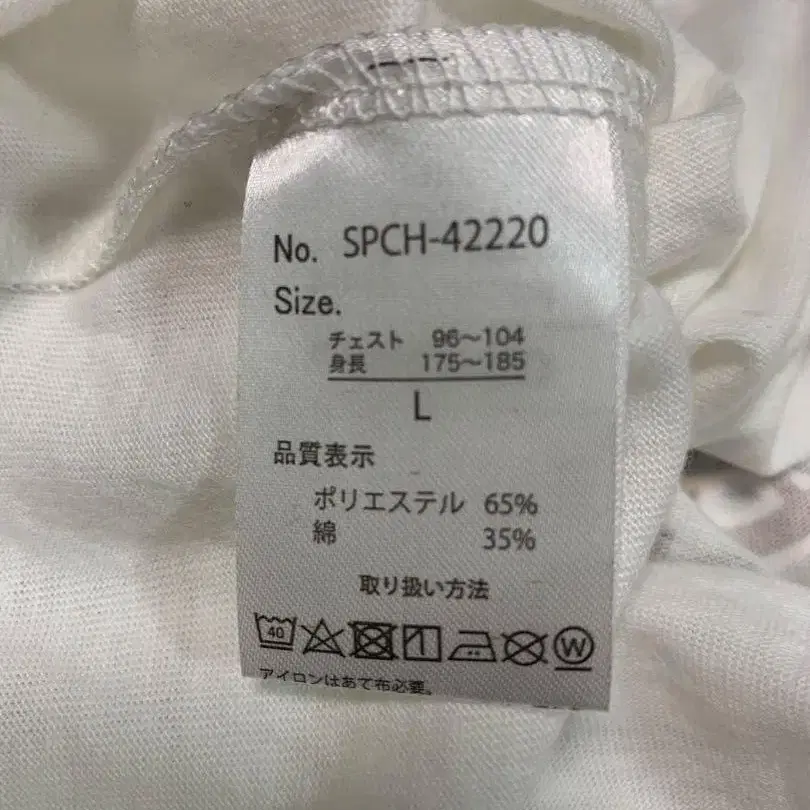 No. SPCH-42220
Size.
チェスト 96～104
身長 175～185
L
品質表示
ポリエステル 65%
綿 35%
取り扱い方法
40 W
アイロンはあて布必要。